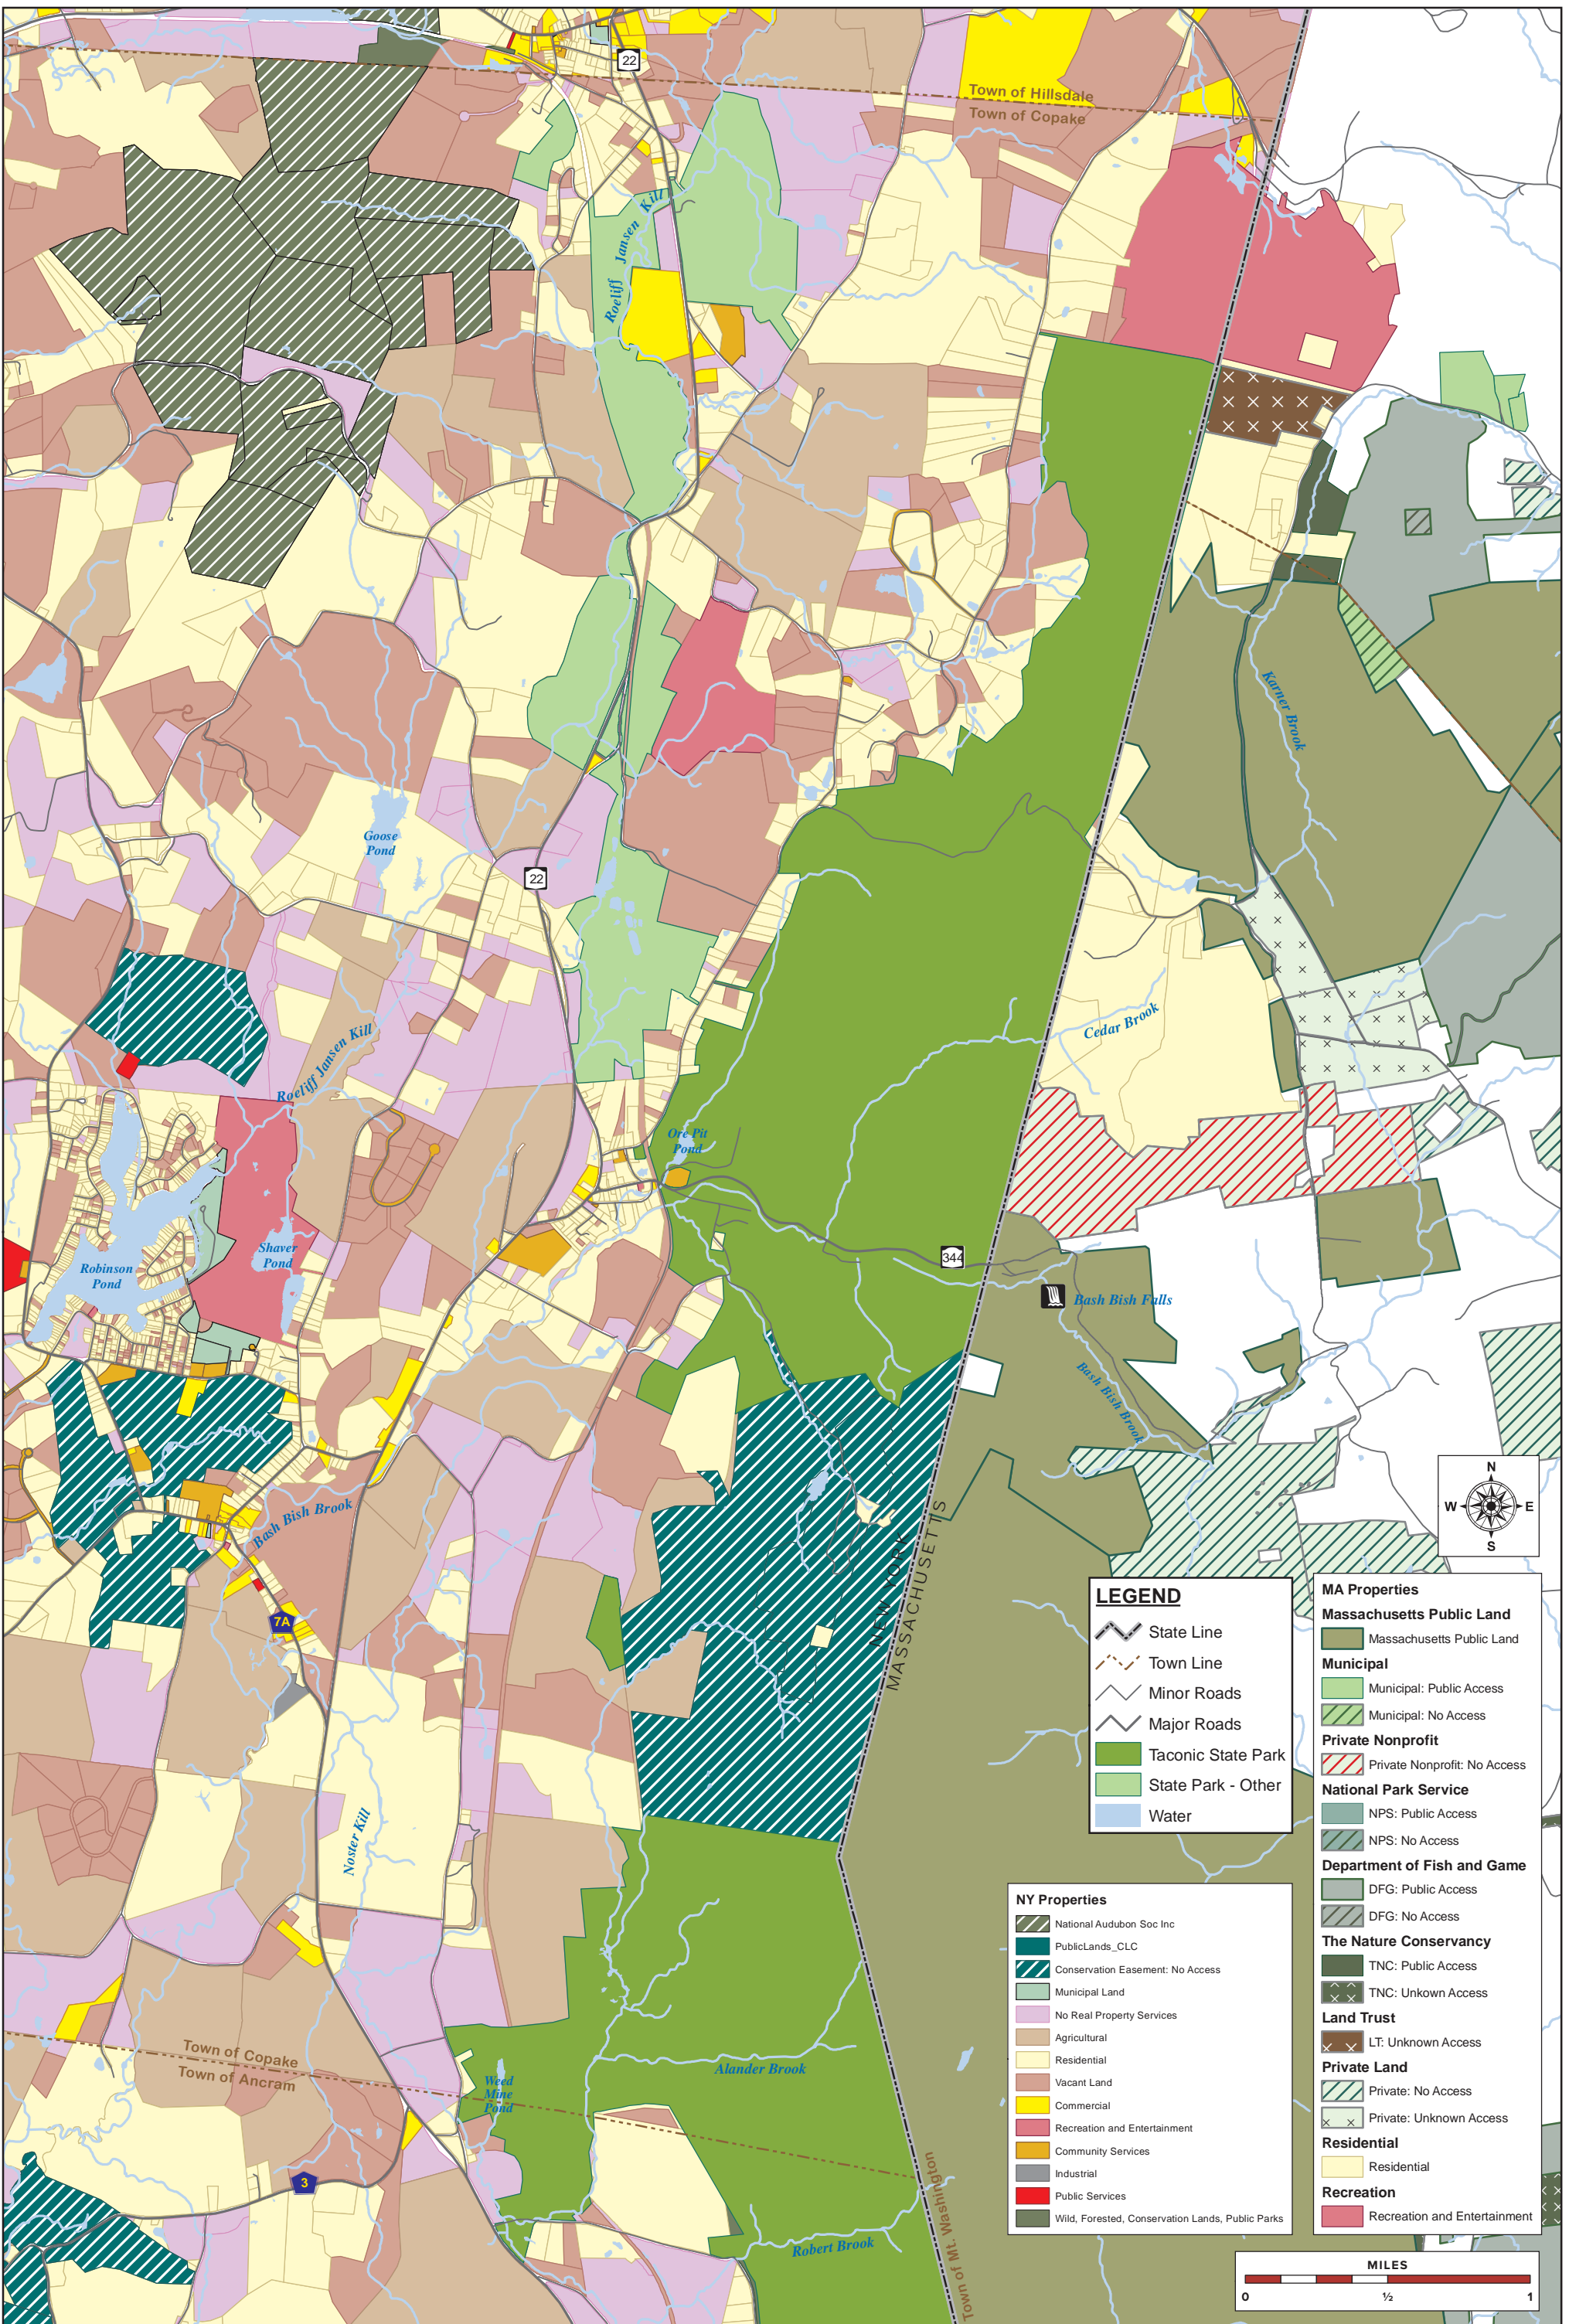 22
Town of Hillsdale
Town of Copake
Roeliff Jansen Kill
Karner Brook
Goose
Pond
22
Cedar Brook
Roeliff Jansen Kill
Ore Pit
Pond
Shaver
Pond
Robinson
Pond
344
Bash Bish Falls
Bash Bish Brook
Bash Bish Brook
7A
NEW YORK
MASSACHUSETTS
Noster Kill
N
W E
S
LEGEND
State Line
Town Line
Minor Roads
Major Roads
Taconic State Park
State Park - Other
Water
MA Properties
Massachusetts Public Land
Massachusetts Public Land
Municipal
Municipal: Public Access
Municipal: No Access
Private Nonprofit
Private Nonprofit: No Access
National Park Service
NPS: Public Access
NPS: No Access
Department of Fish and Game
DFG: Public Access
DFG: No Access
The Nature Conservancy
TNC: Public Access
TNC: Unkown Access
Land Trust
LT: Unknown Access
Private Land
Private: No Access
Private: Unknown Access
Residential
Residential
Recreation
Recreation and Entertainment
NY Properties
National Audubon Soc Inc
PublicLands_CLC
Conservation Easement: No Access
Municipal Land
No Real Property Services
Agricultural
Residential
Vacant Land
Commercial
Recreation and Entertainment
Community Services
Industrial
Public Services
Wild, Forested, Conservation Lands, Public Parks
Town of Copake
Town of Ancram
Weed
Mine
Pond
Alander Brook
3
Robert Brook
Town of Mt. Washington
MILES
0 ½ 1